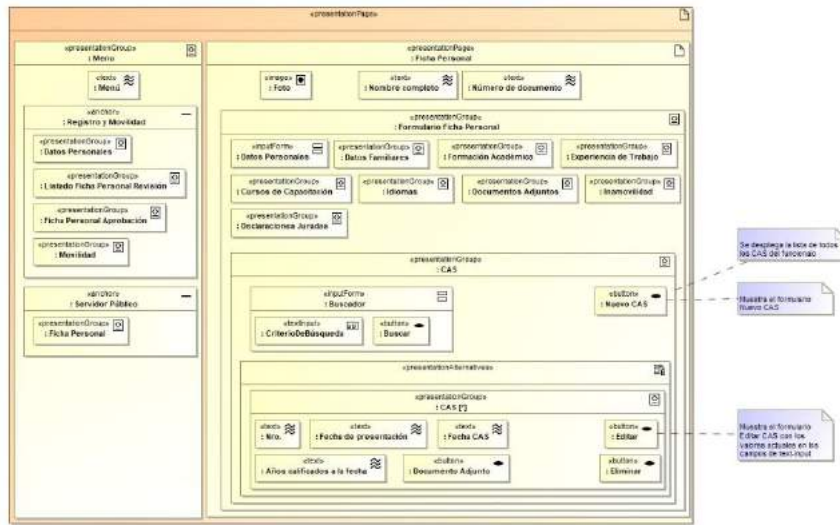 «presentationPage»
«presentationGroup»
: Menu
«text»
: Menú
«anchor»
: Registro y Movilidad
«presentationGroup»
: Datos Personales
«presentationGroup»
: Listado Ficha Personal Revisión
«presentationGroup»
: Ficha Personal Aprobación
«presentationGroup»
: Movilidad
«anchor»
: Servidor Público
«presentationGroup»
: Ficha Personal
«presentationPage»
: Ficha Personal
«image»
: Foto
«text»
: Nombre completo
«text»
: Número de documento
«presentationGroup»
: Formulario Ficha Personal
«inputForm»
: Datos Personales
«presentationGroup»
: Datos Familiares
«presentationGroup»
: Formación Académica
«presentationGroup»
: Experiencia de Trabajo
«presentationGroup»
: Cursos de Capacitación
«presentationGroup»
: Idiomas
«presentationGroup»
: Documentos Adjuntos
«presentationGroup»
: Inamovilidad
«presentationGroup»
: Declaraciones Juradas
«presentationGroup»
: CAS
«inputForm»
: Buscador
«textInput»
: CriterioDeBúsqueda
«button»
: Buscar
«button»
: Nuevo CAS
«presentationAlternatives»
«presentationGroup»
: CAS [*]
«text»
: Nro.
«text»
: Fecha de presentación
«text»
: Fecha CAS
«button»
: Editar
«text»
: Años calificados a la fecha
«button»
: Documento Adjunto
«button»
: Eliminar
Se despliega la lista de todos
los CAS del funcionario
Muestra el formulario
Nuevo CAS
Muestra el formulario
Editar CAS con los
valores actuales en los
campos de text-input